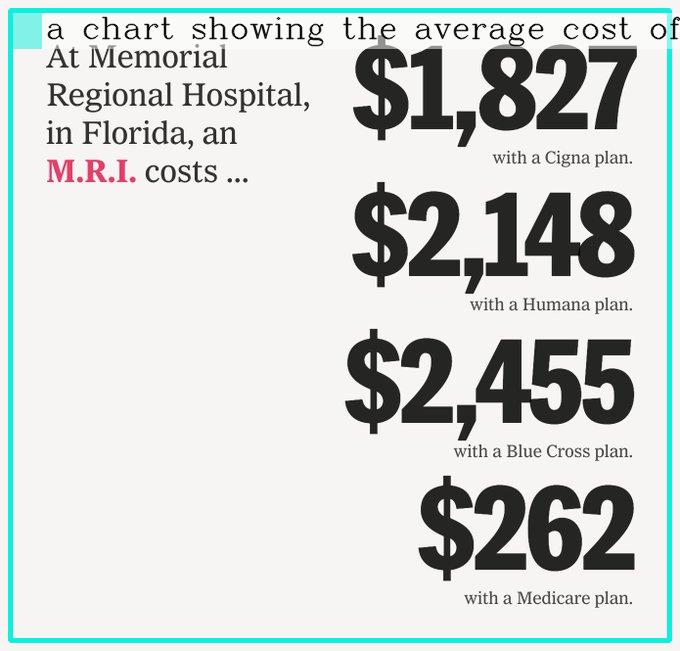 a chart showing the average cost of
At Memorial
Regional Hospital,
in Florida, an
M.R.I. costs ...
$1,827
with a Cigna plan.
$2,148
with a Humana plan.
$2,455
with a Blue Cross plan.
$262
with a Medicare plan.